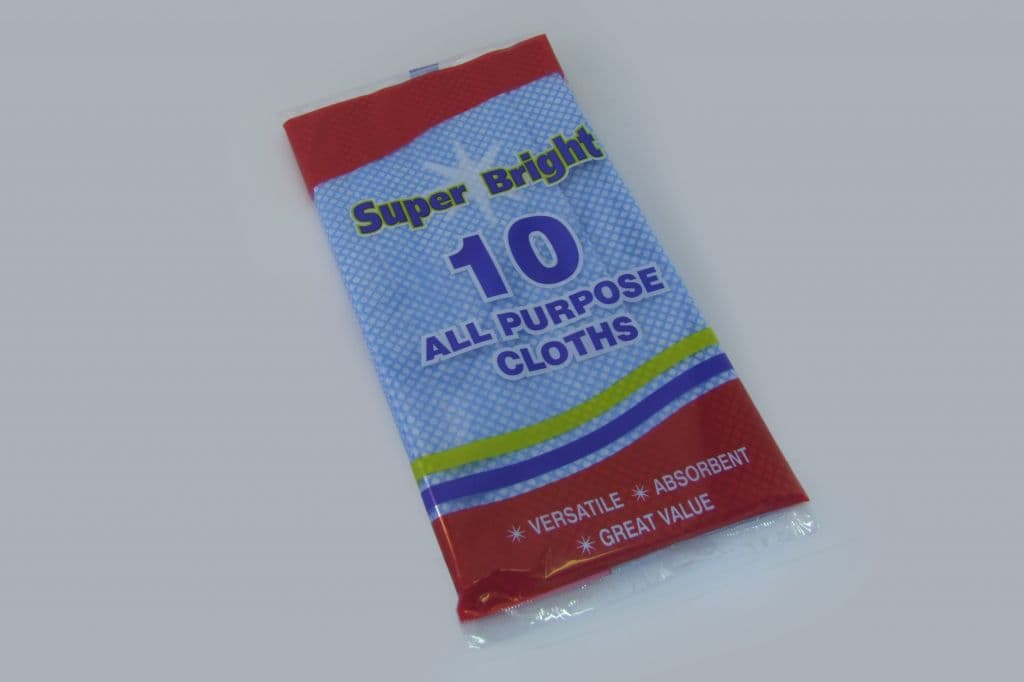 Super Bright
10
ALL PURPOSE
CLOTHS
VERSATILE ABSORBENT
GREAT VALUE